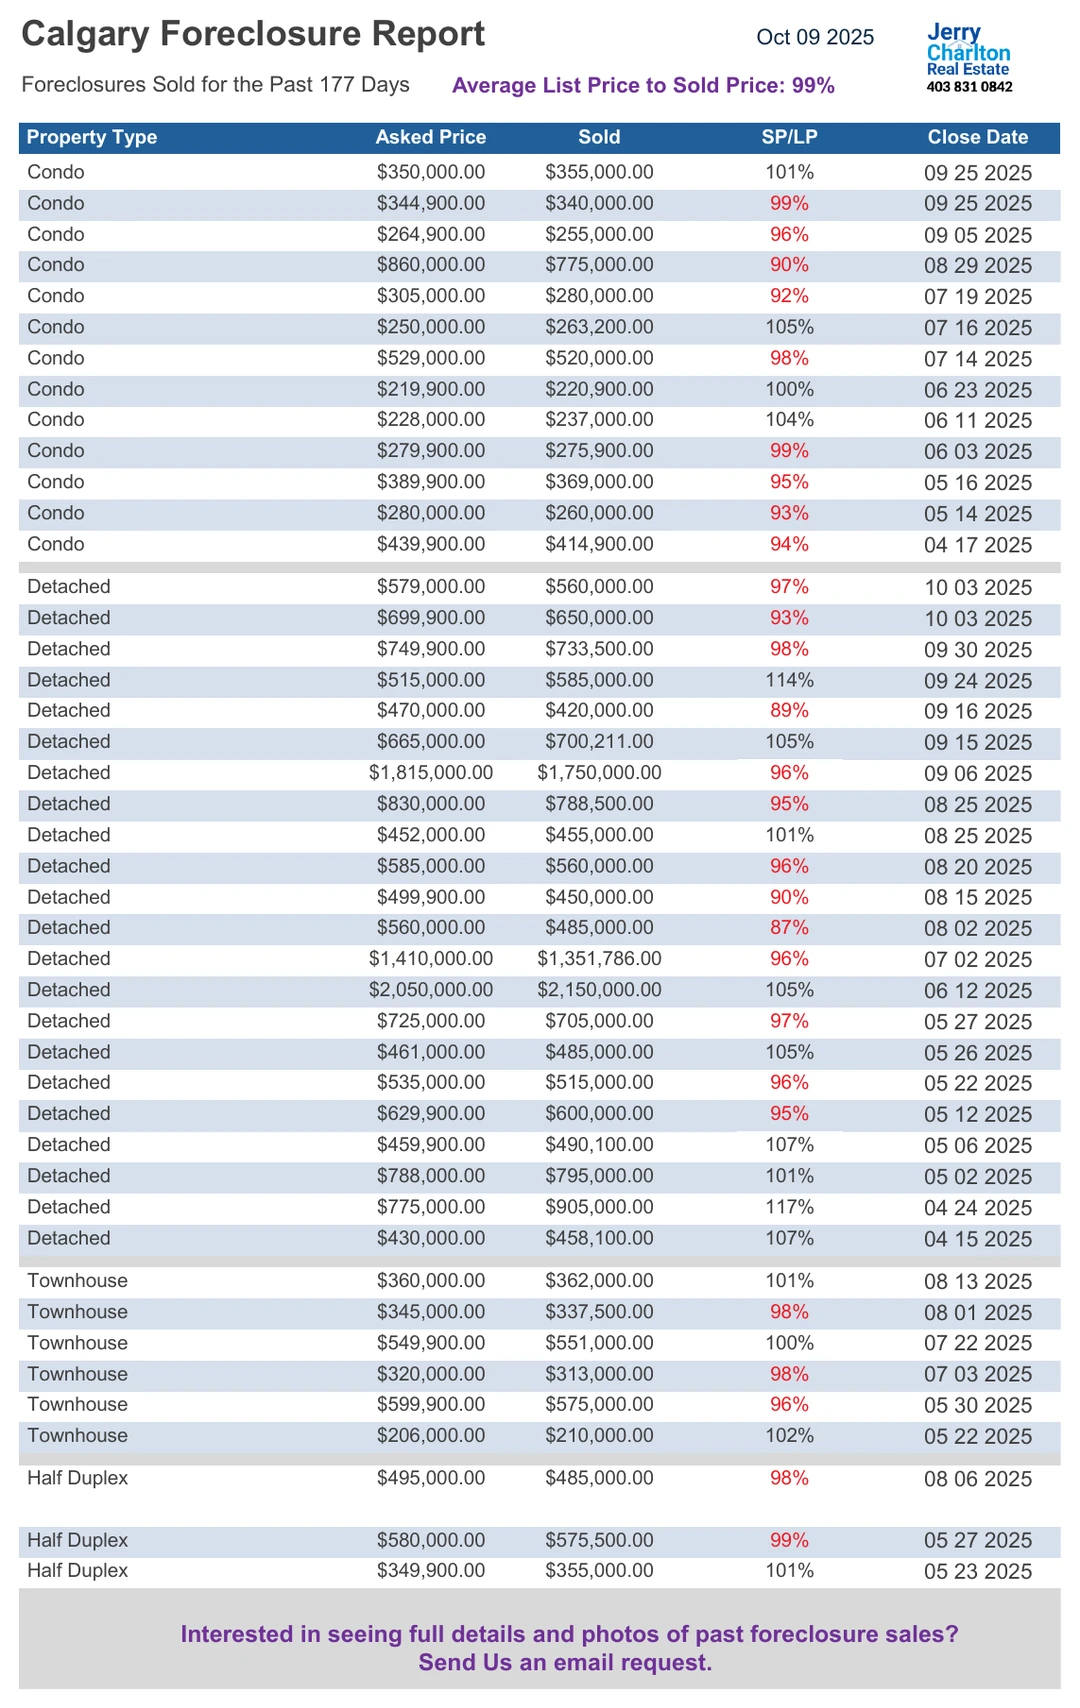 Calgary Foreclosure Report
Oct 09 2025
Jerry
Charlton
Real Estate
403 831 0842
Foreclosures Sold for the Past 177 Days Average List Price to Sold Price: 99%
Property Type Asked Price Sold SP/LP Close Date
Condo $350,000.00 $355,000.00 101% 09 25 2025
Condo $344,900.00 $340,000.00 99% 09 25 2025
Condo $264,900.00 $255,000.00 96% 09 05 2025
Condo $860,000.00 $775,000.00 90% 08 29 2025
Condo $305,000.00 $280,000.00 92% 07 19 2025
Condo $250,000.00 $263,200.00 105% 07 16 2025
Condo $529,000.00 $520,000.00 98% 07 14 2025
Condo $219,900.00 $220,900.00 100% 06 23 2025
Condo $228,000.00 $237,000.00 104% 06 11 2025
Condo $279,900.00 $275,900.00 99% 06 03 2025
Condo $389,900.00 $369,000.00 95% 05 16 2025
Condo $280,000.00 $260,000.00 93% 05 14 2025
Condo $439,900.00 $414,900.00 94% 04 17 2025
Detached $579,000.00 $560,000.00 97% 10 03 2025
Detached $699,900.00 $650,000.00 93% 10 03 2025
Detached $749,900.00 $733,500.00 98% 09 30 2025
Detached $515,000.00 $585,000.00 114% 09 24 2025
Detached $470,000.00 $420,000.00 89% 09 16 2025
Detached $665,000.00 $700,211.00 105% 09 15 2025
Detached $1,815,000.00 $1,750,000.00 96% 09 06 2025
Detached $830,000.00 $788,500.00 95% 08 25 2025
Detached $452,000.00 $455,000.00 101% 08 25 2025
Detached $585,000.00 $560,000.00 96% 08 20 2025
Detached $499,900.00 $450,000.00 90% 08 15 2025
Detached $560,000.00 $485,000.00 87% 08 02 2025
Detached $1,410,000.00 $1,351,786.00 96% 07 02 2025
Detached $2,050,000.00 $2,150,000.00 105% 06 12 2025
Detached $725,000.00 $705,000.00 97% 05 27 2025
Detached $461,000.00 $485,000.00 105% 05 26 2025
Detached $535,000.00 $515,000.00 96% 05 22 2025
Detached $629,900.00 $600,000.00 95% 05 12 2025
Detached $459,900.00 $490,100.00 107% 05 06 2025
Detached $788,000.00 $795,000.00 101% 05 02 2025
Detached $775,000.00 $905,000.00 117% 04 24 2025
Detached $430,000.00 $458,100.00 107% 04 15 2025
Townhouse $360,000.00 $362,000.00 101% 08 13 2025
Townhouse $345,000.00 $337,500.00 98% 08 01 2025
Townhouse $549,900.00 $551,000.00 100% 07 22 2025
Townhouse $320,000.00 $313,000.00 98% 07 03 2025
Townhouse $599,900.00 $575,000.00 96% 05 30 2025
Townhouse $206,000.00 $210,000.00 102% 05 22 2025
Half Duplex $495,000.00 $485,000.00 98% 08 06 2025
Half Duplex $580,000.00 $575,500.00 99% 05 27 2025
Half Duplex $349,900.00 $355,000.00 101% 05 23 2025
Interested in seeing full details and photos of past foreclosure sales?
Send Us an email request.